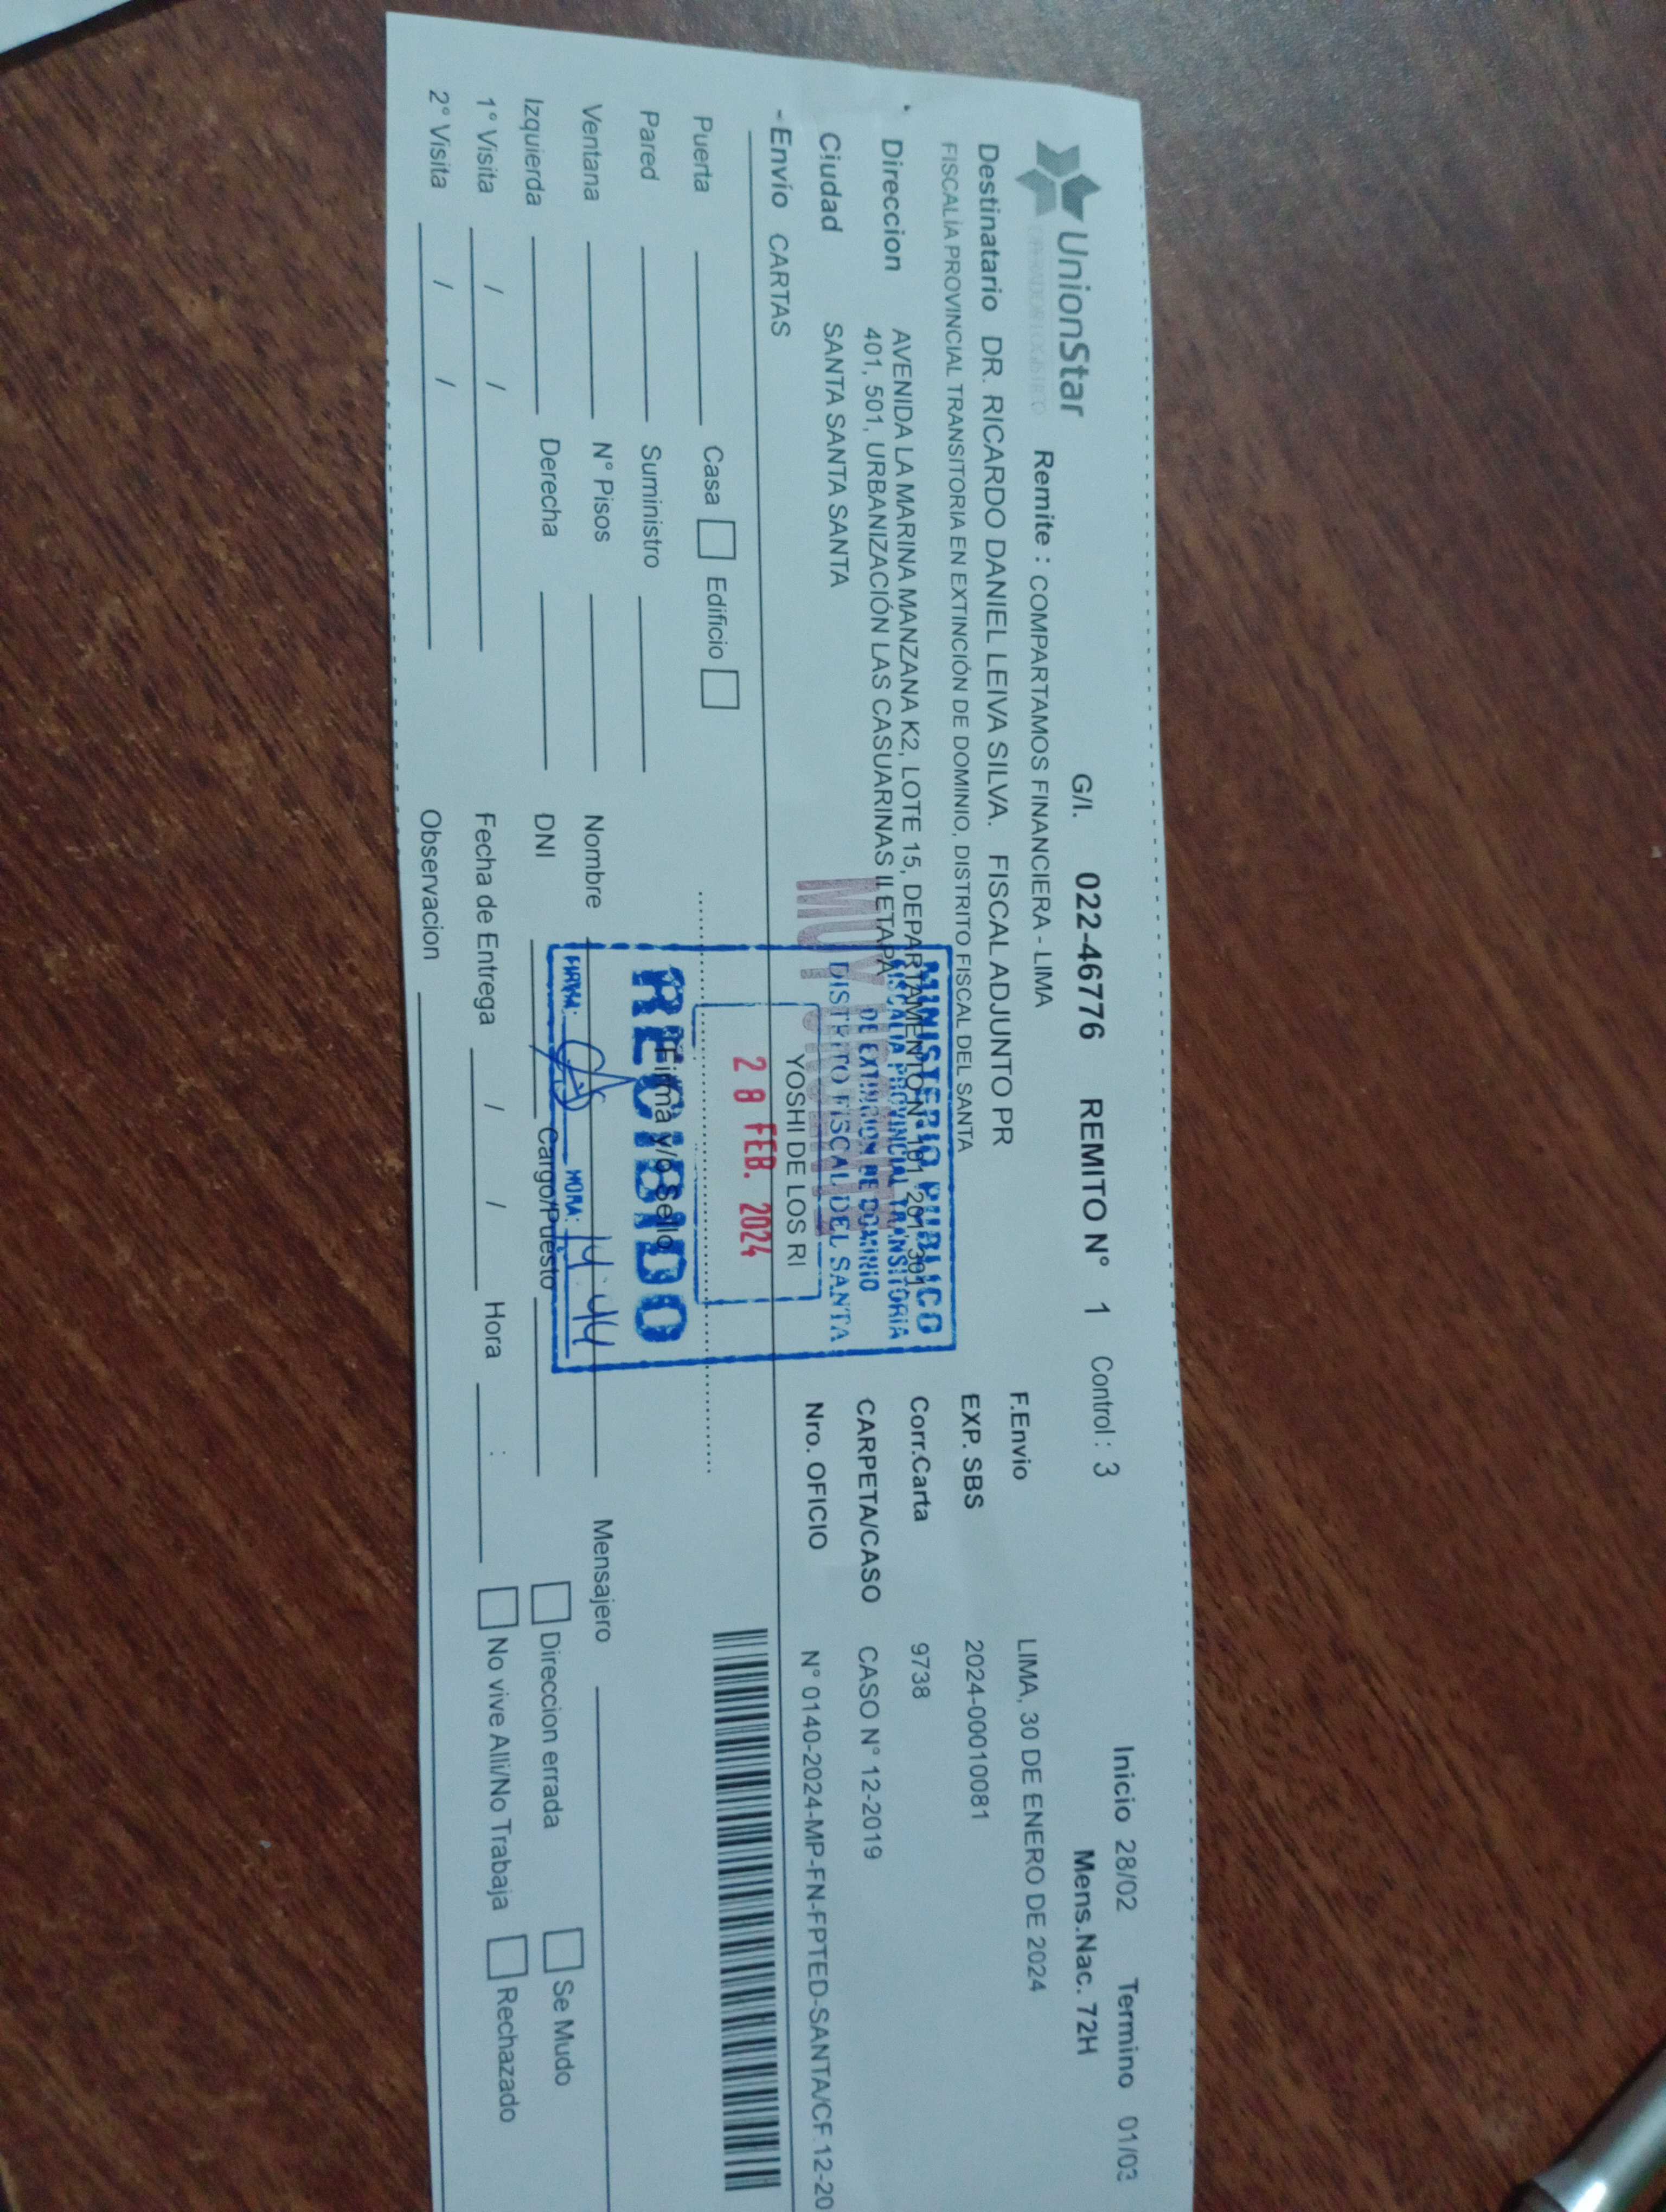 UnionStar
OPERADOR LOGISTICO
G/I. 022-46776 REMITO N° 1 Control : 3
Inicio 28/02 Termino 01/03
Mens.Nac. 72H
Remite : COMPARTAMOS FINANCIERA - LIMA
Destinatario DR. RICARDO DANIEL LEIVA SILVA. FISCAL ADJUNTO PR
FISCALÍA PROVINCIAL TRANSITORIA EN EXTINCIÓN DE DOMINIO, DISTRITO FISCAL DEL SANTA
Direccion AVENIDA LA MARINA MANZANA K2, LOTE 15, DEPARTAMENTO N° 101, 201, 301,
401, 501, URBANIZACIÓN LAS CASUARINAS II ETAPA
Ciudad SANTA SANTA SANTA
- Envío CARTAS
F.Envio LIMA, 30 DE ENERO DE 2024
EXP. SBS 2024-00010081
Corr.Carta 9738
CARPETA/CASO CASO N° 12-2019
Nro. OFICIO N° 0140-2024-MP-FN-FPTED-SANTA/CF.12-20
MUY
MINISTERIO PUBLICO
FISCALIA PROVINCIAL TRANSITORIA
DE EXTINCION DE DOMINIO
DISTRITO FISCAL DEL SANTA
YOSHI DE LOS RI
28 FEB. 2024
RECIBIDO
FIRMA: HORA: 14:44
Firma y/o Sello
Puerta Casa Edificio
Pared Suministro
Ventana N° Pisos
Izquierda Derecha
1° Visita / /
2° Visita / /
Nombre
DNI Cargo/Puesto
Fecha de Entrega / / Hora :
Observacion
Mensajero
Direccion errada Se Mudo
No vive Alli/No Trabaja Rechazado